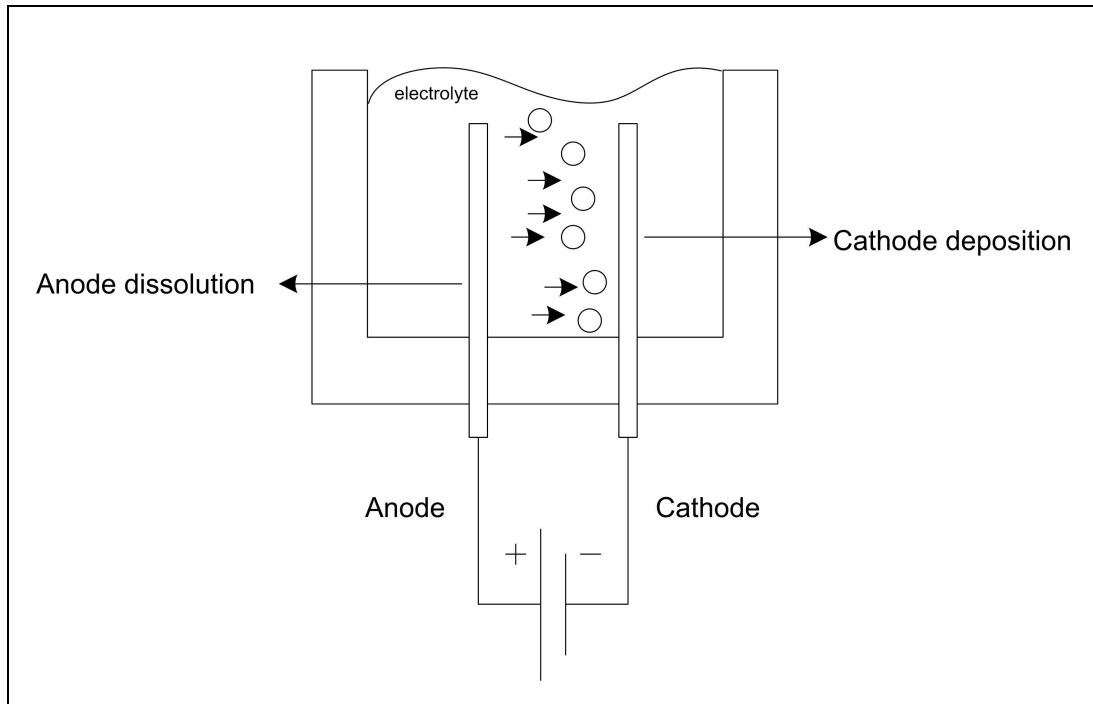 electrolyte
Cathode deposition
Anode dissolution
Anode
Cathode
+ −